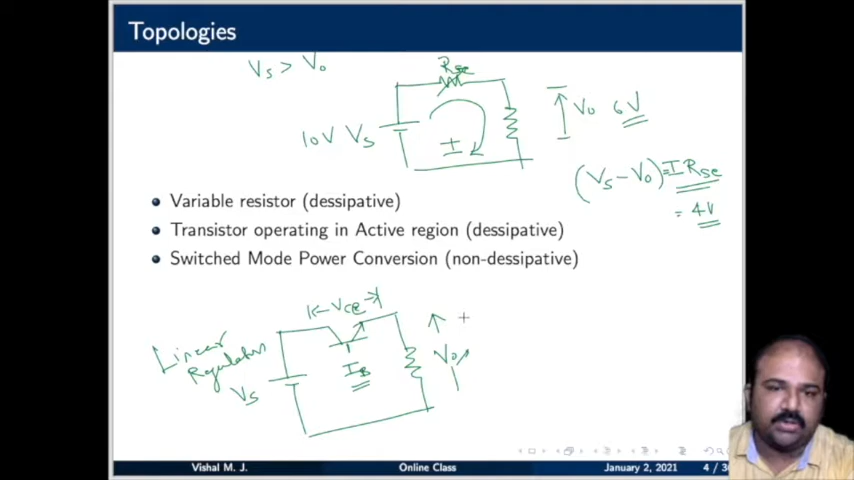 Topologies
Vs > Vo
Rse
10V Vs
I
Vo 6V
(Vs − Vo) = I Rse
= 4V
Variable resistor (dessipative)
Transistor operating in Active region (dessipative)
Switched Mode Power Conversion (non-dessipative)
VCE
Linear
Regulator
Vs
IB
Vo
Vishal M. J.
Online Class
January 2, 2021